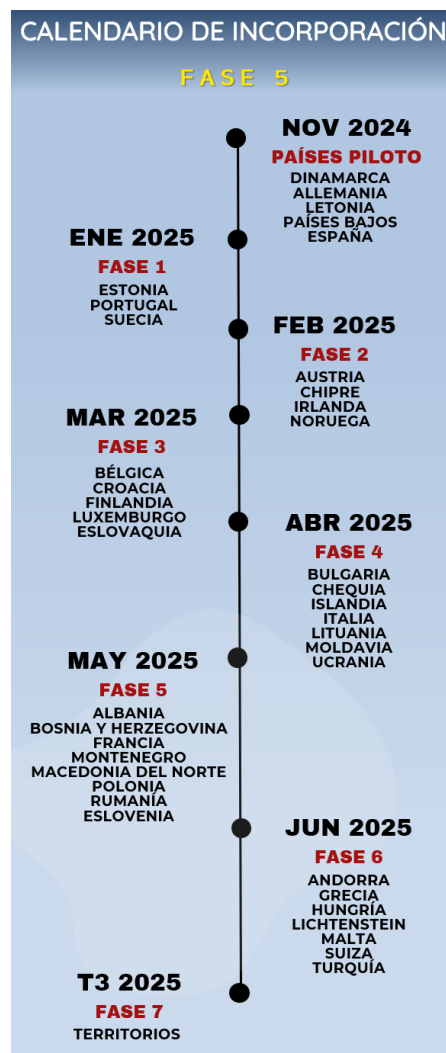 CALENDARIO DE INCORPORACIÓN
FASE 5
NOV 2024
PAÍSES PILOTO
DINAMARCA
ALLEMANIA
LETONIA
PAÍSES BAJOS
ESPAÑA
ENE 2025
FASE 1
ESTONIA
PORTUGAL
SUECIA
FEB 2025
FASE 2
AUSTRIA
CHIPRE
IRLANDA
NORUEGA
MAR 2025
FASE 3
BÉLGICA
CROACIA
FINLANDIA
LUXEMBURGO
ESLOVAQUIA
ABR 2025
FASE 4
BULGARIA
CHEQUIA
ISLANDIA
ITALIA
LITUANIA
MOLDAVIA
UCRANIA
MAY 2025
FASE 5
ALBANIA
BOSNIA Y HERZEGOVINA
FRANCIA
MONTENEGRO
MACEDONIA DEL NORTE
POLONIA
RUMANÍA
ESLOVENIA
JUN 2025
FASE 6
ANDORRA
GRECIA
HUNGRÍA
LICHTENSTEIN
MALTA
SUIZA
TURQUÍA
T3 2025
FASE 7
TERRITORIOS